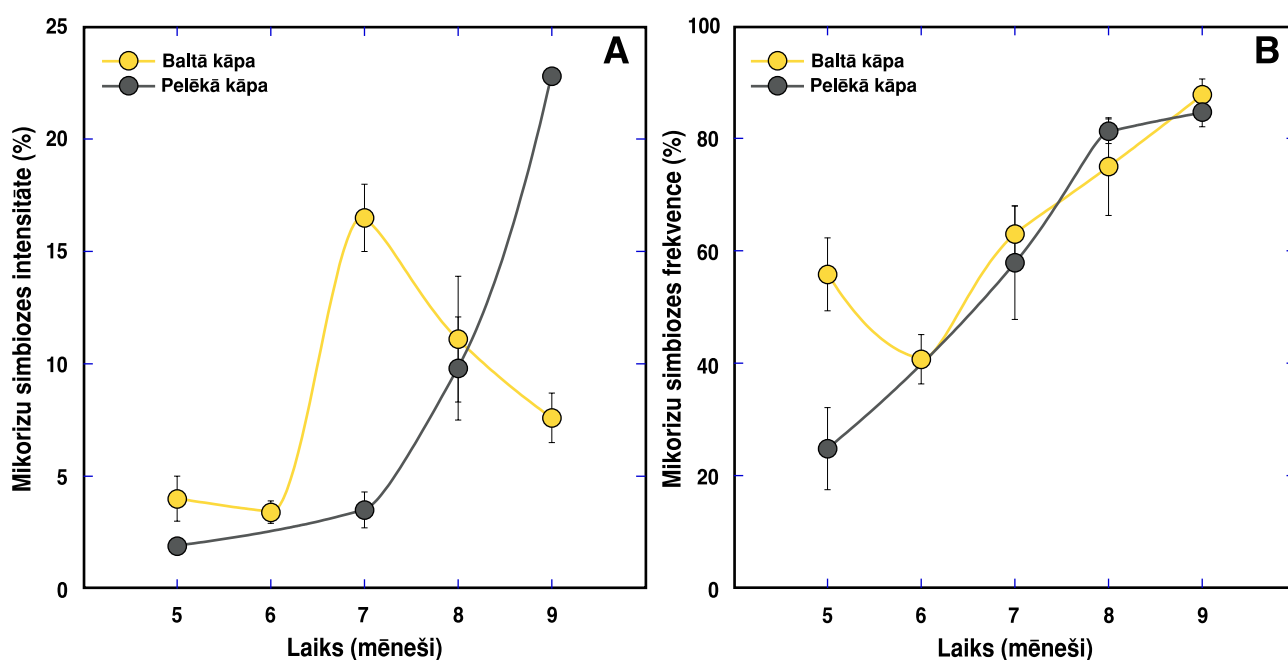 A
Baltā kāpa
Pelēkā kāpa
Mikorizu simbiozes intensitāte (%)
25
20
15
10
5
0
5 6 7 8 9
Laiks (mēneši)
B
Baltā kāpa
Pelēkā kāpa
Mikorizu simbiozes frekvence (%)
100
80
60
40
20
0
5 6 7 8 9
Laiks (mēneši)